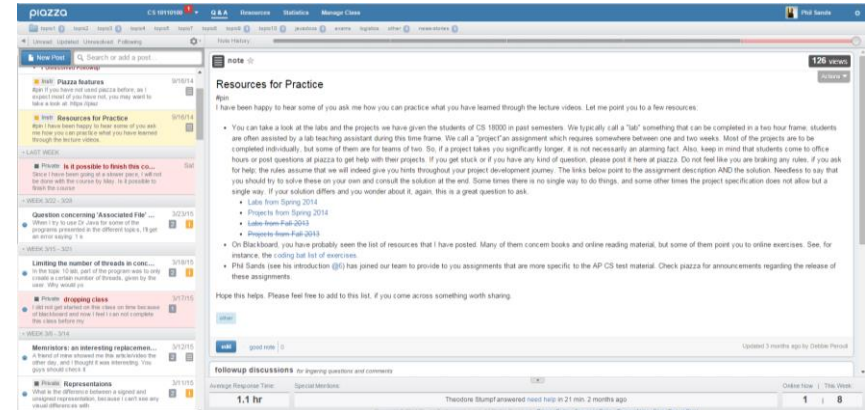 piazza
CS 18110100
Q & A Resources Statistics Manage Class
Phil Sands
topic1 topic2 topic3 topic4 topic5 topic7 topic8 topic9 topic10 javadocs exams logistics other news-stories
Unread Updated Unresolved Following
Note History:
New Post
Search or add a post...
1 Unresolved Followup
Instr Piazza features 9/18/14
#pin If you have not used piazza before, as I
expect most of you have not, you may want to
take a look at: https://piaz
Instr Resources for Practice 9/16/14
#pin I have been happy to hear some of you ask
me how you can practice what you have learned
through the lecture videos.
LAST WEEK
Private Is it possible to finish this co... Sat
Since I have been going at a slower pace, I will not
be done with the course by May. Is it possible to
finish the course
WEEK 3/22 - 3/28
Question concerning 'Associated File' ... 3/23/15
When I try to use Dr Java for some of the
programs presented in the different topics, I'll get
an error saying: 1 e
WEEK 3/15 - 3/21
Limiting the number of threads in conc... 3/18/15
In the topic 10 lab, part of the program was to only
create a certain number of threads, given by the
user. Why would yo
Private dropping class 3/17/15
I did not get started on this class on time because
of blackboard and now I feel I can not complete
this class before my
WEEK 3/8 - 3/14
Memristors: an interesting replacemen... 3/12/15
A friend of mine showed me this article/video the
other day, and I thought it was interesting. You
guys should check it
Private Representaions 3/11/15
What is the difference between a signed and
unsigned representation, because I can't see any
visual differences with
note
126 views
Actions
Resources for Practice
#pin
I have been happy to hear some of you ask me how you can practice what you have learned through the lecture videos. Let me point you to a few resources:
You can take a look at the labs and the projects we have given the students of CS 18000 in past semesters. We typically call a "lab" something that can be completed in a two hour frame, students
are often assisted by a lab teaching assistant during this time frame. We call a "project"an assignment which requires somewhere between one and two weeks. Most of the projects are to be
completed individually, but some of them are for teams of two. So, if a project takes you significantly longer, it is not necessarily an alarming fact. Also, keep in mind that students come to office
hours or post questions at piazza to get help with their projects. If you get stuck or if you have any kind of question, please post it here at piazza. Do not feel like you are braking any rules, if you ask
for help; the rules assume that we will indeed give you hints throughout your project development journey. The links below point to the assignment description AND the solution. Needless to say that
you should try to solve these on your own and consult the solution at the end. Some times there is no single way to do things, and some other times the project specification does not allow but a
single way. If your solution differs and you wonder about it, again, this is a great question to ask.
Labs from Spring 2014
Projects from Spring 2014
Labs from Fall 2013
Projects from Fall 2013
On Blackboard, you have probably seen the list of resources that I have posted. Many of them concern books and online reading material, but some of them point you to online exercises. See, for
instance, the coding bat list of exercises.
Phil Sands (see his introduction @6) has joined our team to provide to you assignments that are more specific to the AP CS test material. Check piazza for announcements regarding the release of
these assignments.
Hope this helps. Please feel free to add to this list, if you come across something worth sharing.
other
edit good note 0
Updated 3 months ago by Debbie Perouli
followup discussions for lingering questions and comments
Average Response Time: Special Mentions: Online Now | This Week:
1.1 hr Theodore Stumpf answered need help in 21 min. 2 months ago 1 | 8